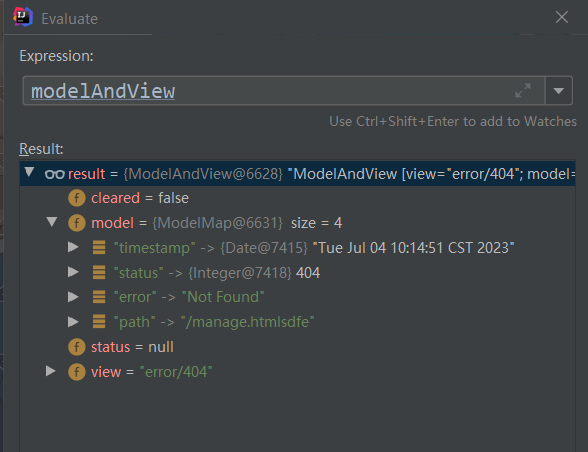 Evaluate
Expression:
modelAndView
Use Ctrl+Shift+Enter to add to Watches
Result:
result = {ModelAndView@6628} "ModelAndView [view="error/404"; model=
cleared = false
model = {ModelMap@6631} size = 4
"timestamp" -> {Date@7415} "Tue Jul 04 10:14:51 CST 2023"
"status" -> {Integer@7418} 404
"error" -> "Not Found"
"path" -> "/manage.htmlsdfe"
status = null
view = "error/404"